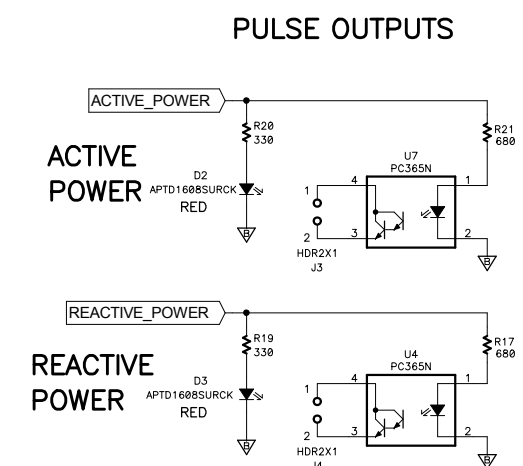 PULSE OUTPUTS
ACTIVE_POWER
R20
330
R21
680
ACTIVE
POWER
D2
APTD1608SURCK
RED
U7
PC365N
1
2
HDR2X1
J3
4
3
1
2
B
B
REACTIVE_POWER
R19
330
R17
680
REACTIVE
POWER
D3
APTD1608SURCK
RED
U4
PC365N
1
2
HDR2X1
J4
4
3
1
2
B
B